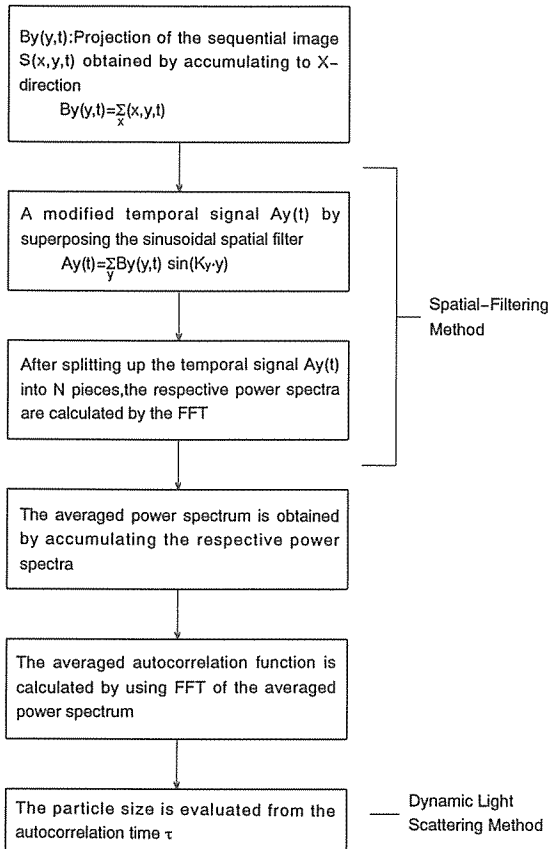 By(y,t):Projection of the sequential image
S(x,y,t) obtained by accumulating to X-
direction
By(y,t)=Σ(x,y,t)
x
A modified temporal signal Ay(t) by
superposing the sinusoidal spatial filter
Ay(t)=ΣBy(y,t) sin(Ky·y)
y
Spatial-Filtering
Method
After splitting up the temporal signal Ay(t)
into N pieces,the respective power spectra
are calculated by the FFT
The averaged power spectrum is obtained
by accumulating the respective power
spectra
The averaged autocorrelation function is
calculated by using FFT of the averaged
power spectrum
The particle size is evaluated from the
autocorrelation time τ
Dynamic Light
Scattering Method